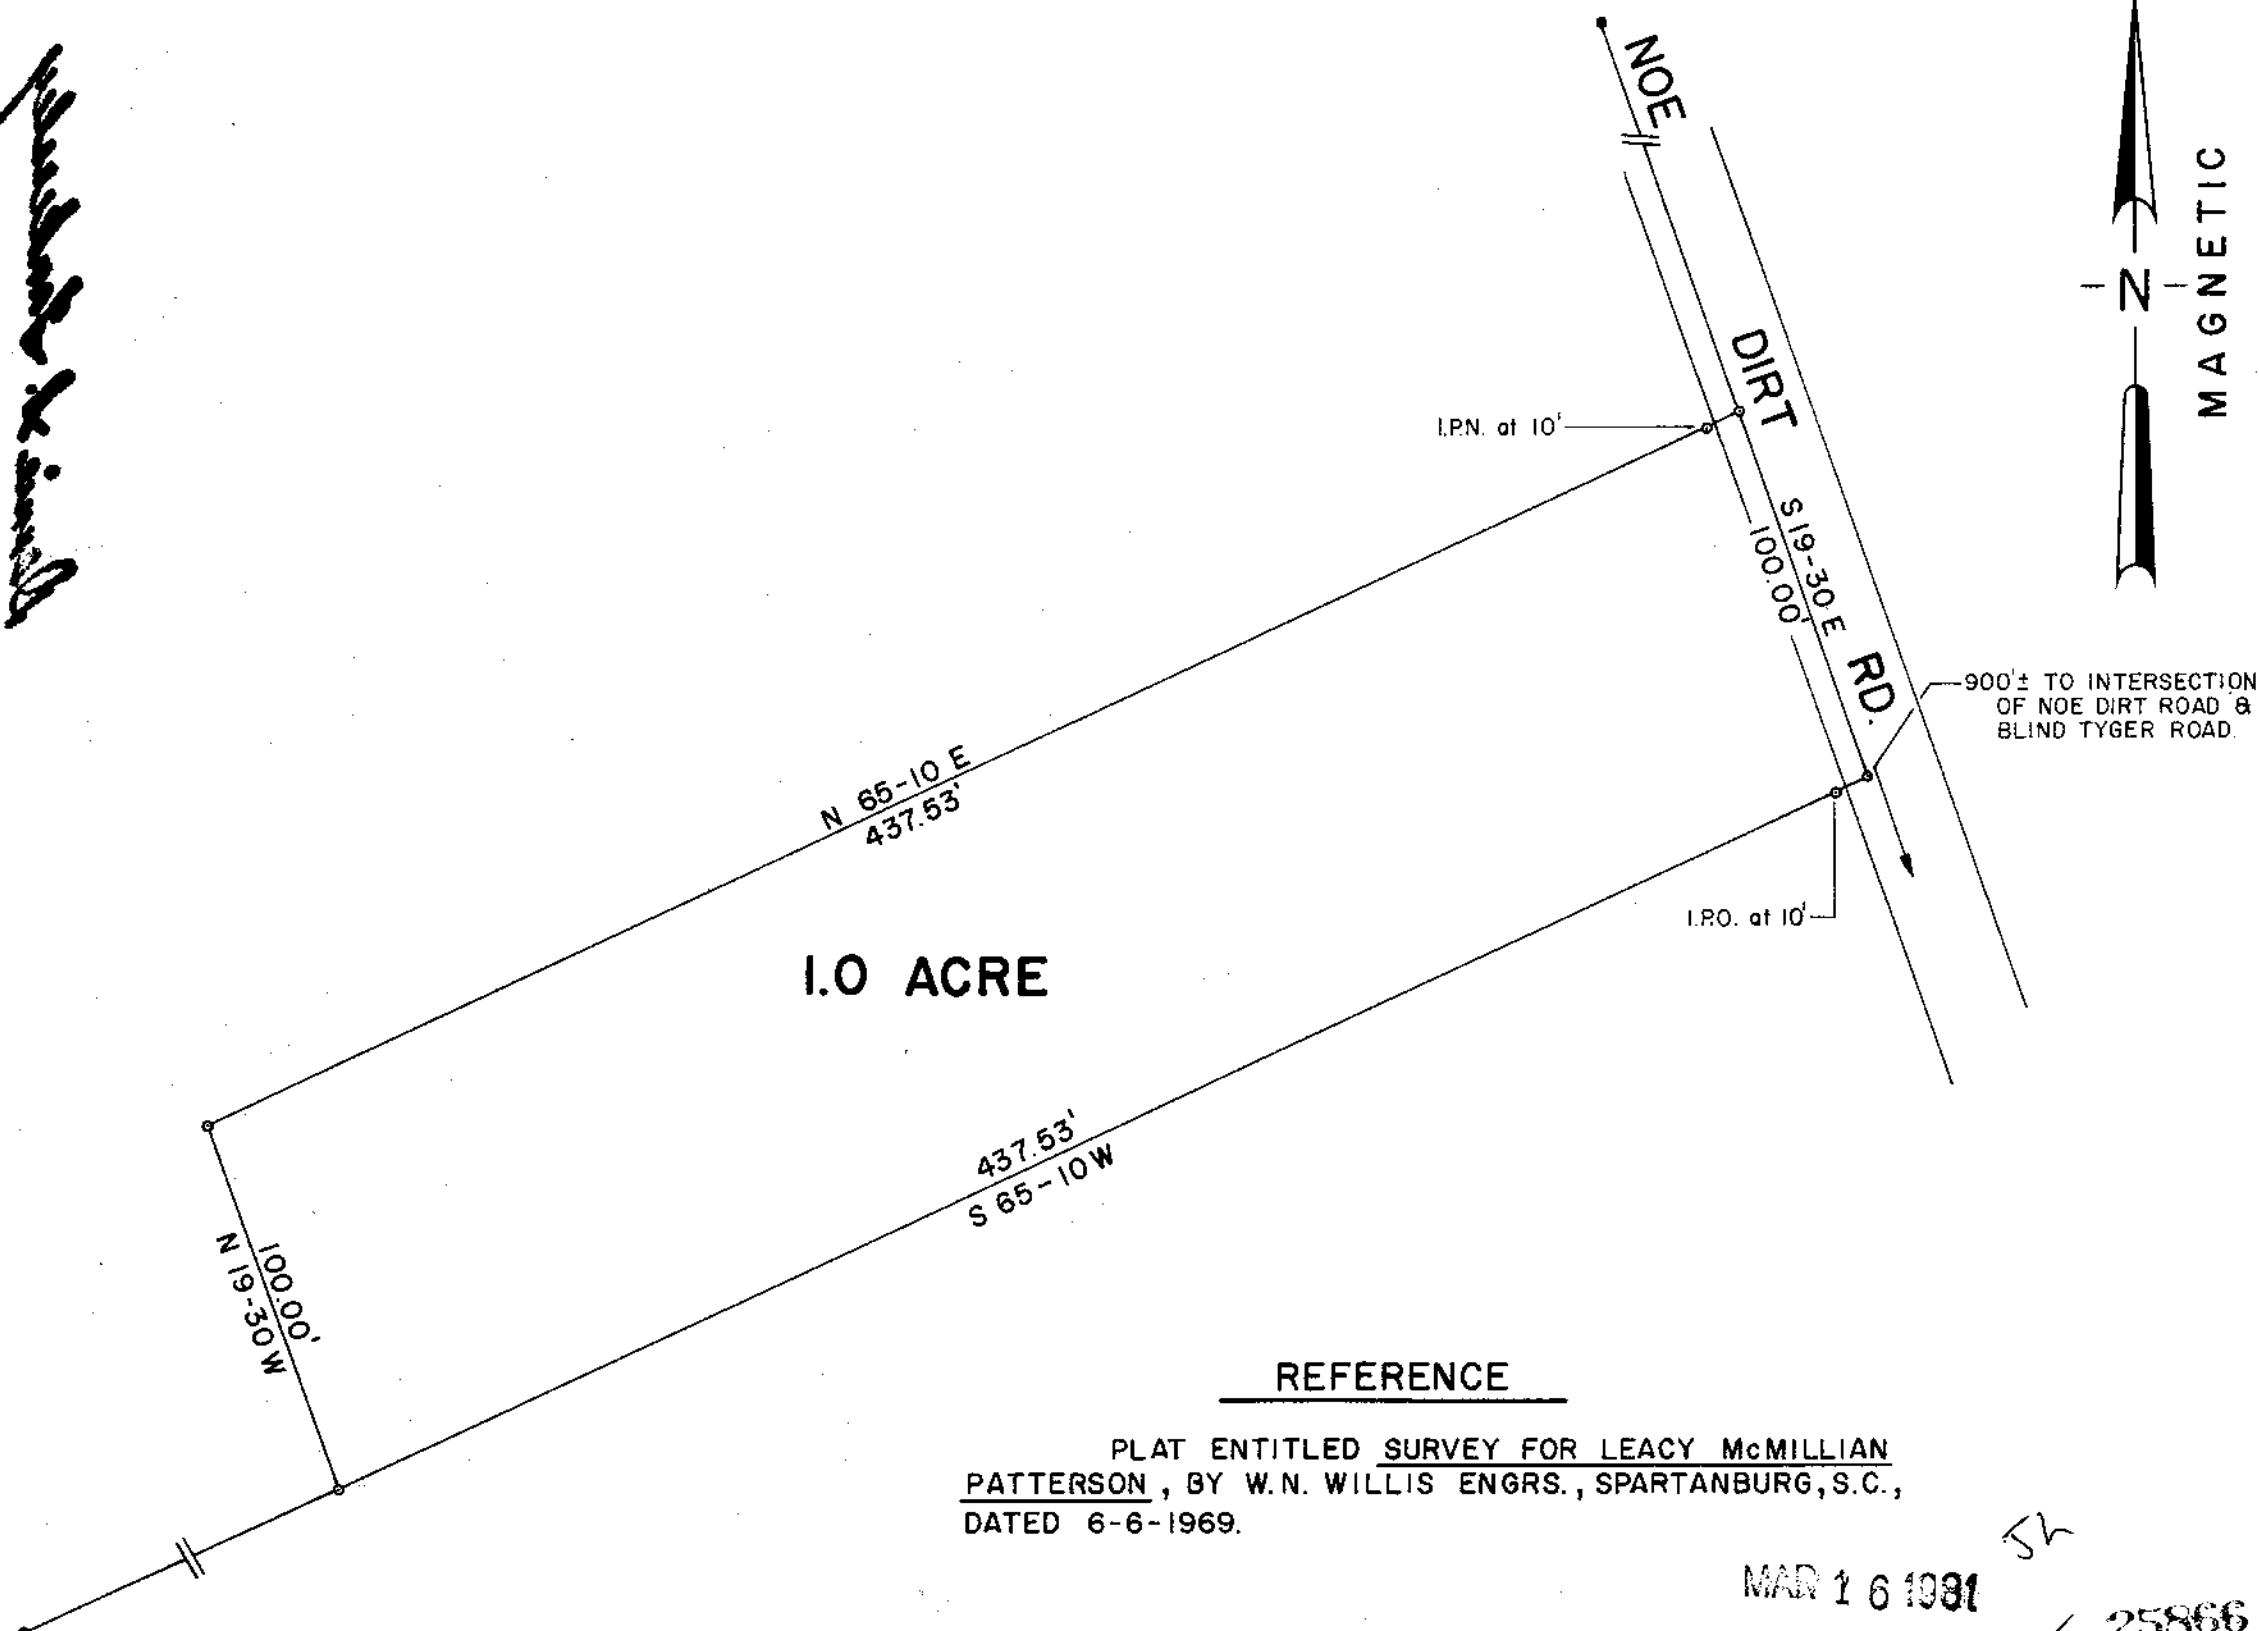 NOE
DIRT
RD.
-N-
MAGNETIC
I.P.N. at 10'
S 19-30 E
100.00'
900'± TO INTERSECTION
OF NOE DIRT ROAD &
BLIND TYGER ROAD.
N 65-10 E
437.53'
I.P.O. at 10'
1.0 ACRE
437.53'
S 65-10 W
100.00'
N 19-30 W
REFERENCE
PLAT ENTITLED SURVEY FOR LEACY McMILLIAN
PATTERSON, BY W.N. WILLIS ENGRS., SPARTANBURG, S.C.,
DATED 6-6-1969.
MAR 16 1981
25866